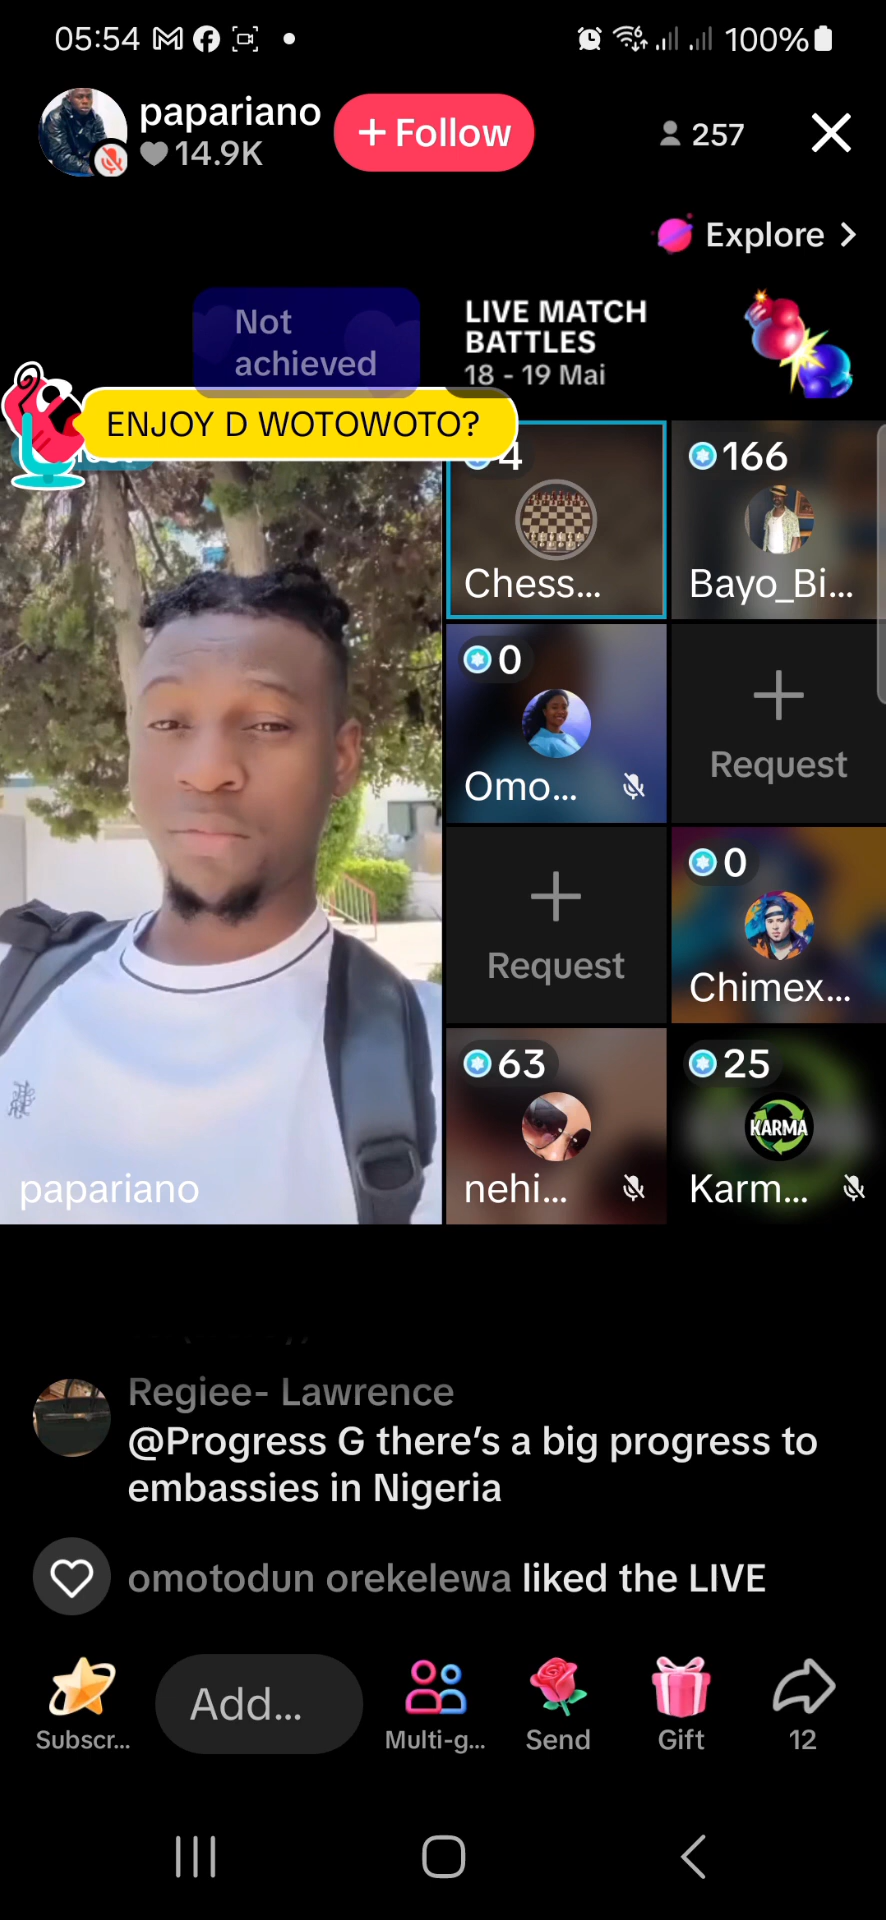 05:54
100%
papariano
14.9K
+ Follow
257
Explore >
Not
achieved
LIVE MATCH
BATTLES
18 - 19 Mai
ENJOY D WOTOWOTO?
4
Chess...
166
Bayo_Bi...
0
Omo...
Request
Request
0
Chimex...
63
nehi...
25
KARMA
Karm...
papariano
Regiee- Lawrence
@Progress G there’s a big progress to
embassies in Nigeria
omotodun orekelewa liked the LIVE
Subscr...
Add...
Multi-g...
Send
Gift
12